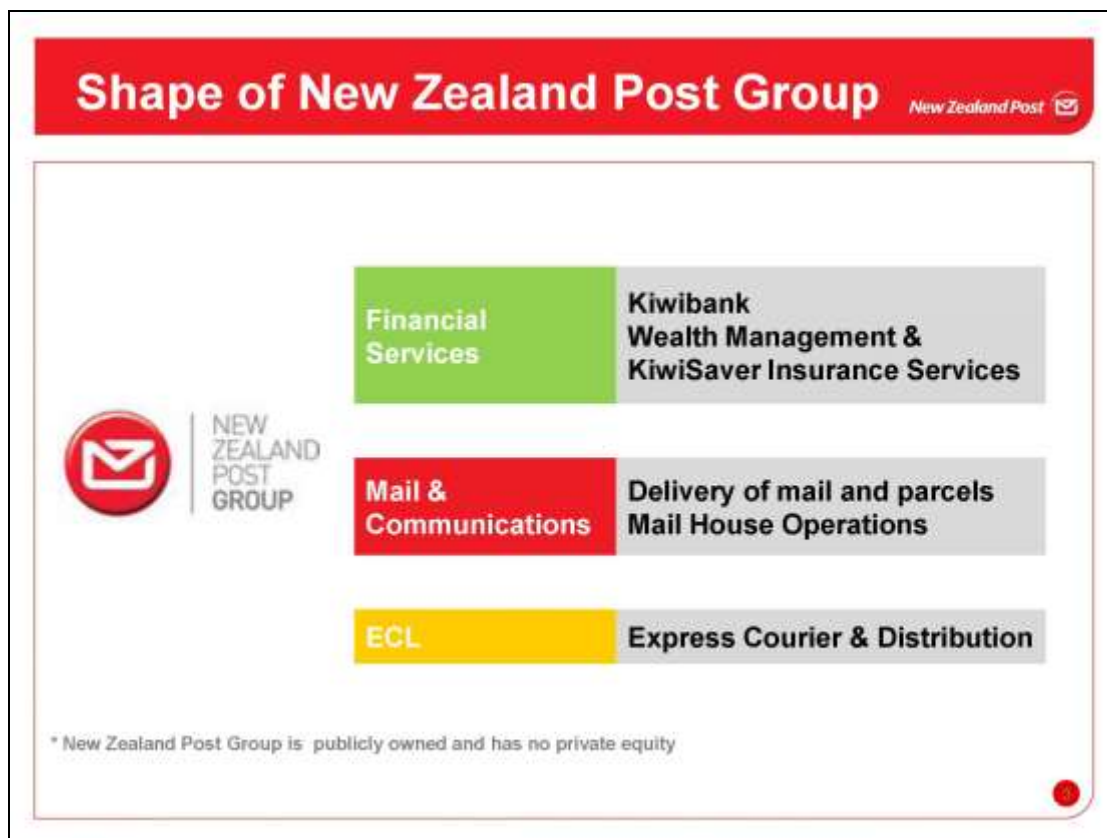 Shape of New Zealand Post Group
New Zealand Post
Financial
Services
Kiwibank
Wealth Management &
KiwiSaver Insurance Services
NEW
ZEALAND
POST
GROUP
Mail &
Communications
Delivery of mail and parcels
Mail House Operations
ECL
Express Courier & Distribution
* New Zealand Post Group is publicly owned and has no private equity
3